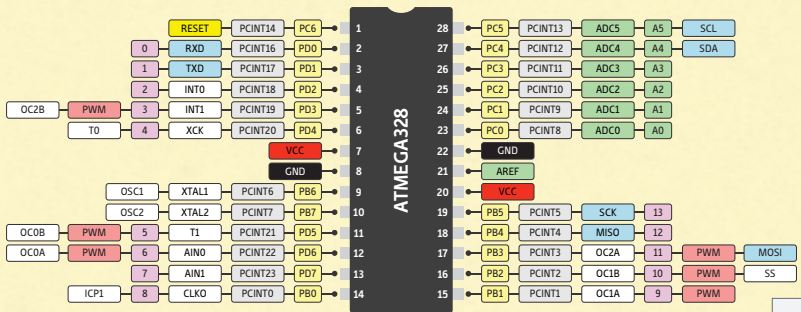 RESET PCINT14 PC6 1 28 PC5 PCINT13 ADC5 A5 SCL
0 RXD PCINT16 PD0 2 27 PC4 PCINT12 ADC4 A4 SDA
1 TXD PCINT17 PD1 3 26 PC3 PCINT11 ADC3 A3
2 INT0 PCINT18 PD2 4 25 PC2 PCINT10 ADC2 A2
OC2B PWM 3 INT1 PCINT19 PD3 5 24 PC1 PCINT9 ADC1 A1
T0 4 XCK PCINT20 PD4 6 23 PC0 PCINT8 ADC0 A0
VCC 7 22 GND
GND 8 21 AREF
OSC1 XTAL1 PCINT6 PB6 9 20 VCC
OSC2 XTAL2 PCINT7 PB7 10 19 PB5 PCINT5 SCK 13
OC0B PWM 5 T1 PCINT21 PD5 11 18 PB4 PCINT4 MISO 12
OC0A PWM 6 AIN0 PCINT22 PD6 12 17 PB3 PCINT3 OC2A 11 PWM MOSI
7 AIN1 PCINT23 PD7 13 16 PB2 PCINT2 OC1B 10 PWM SS
ICP1 8 CLKO PCINT0 PB0 14 15 PB1 PCINT1 OC1A 9 PWM
ATMEGA328